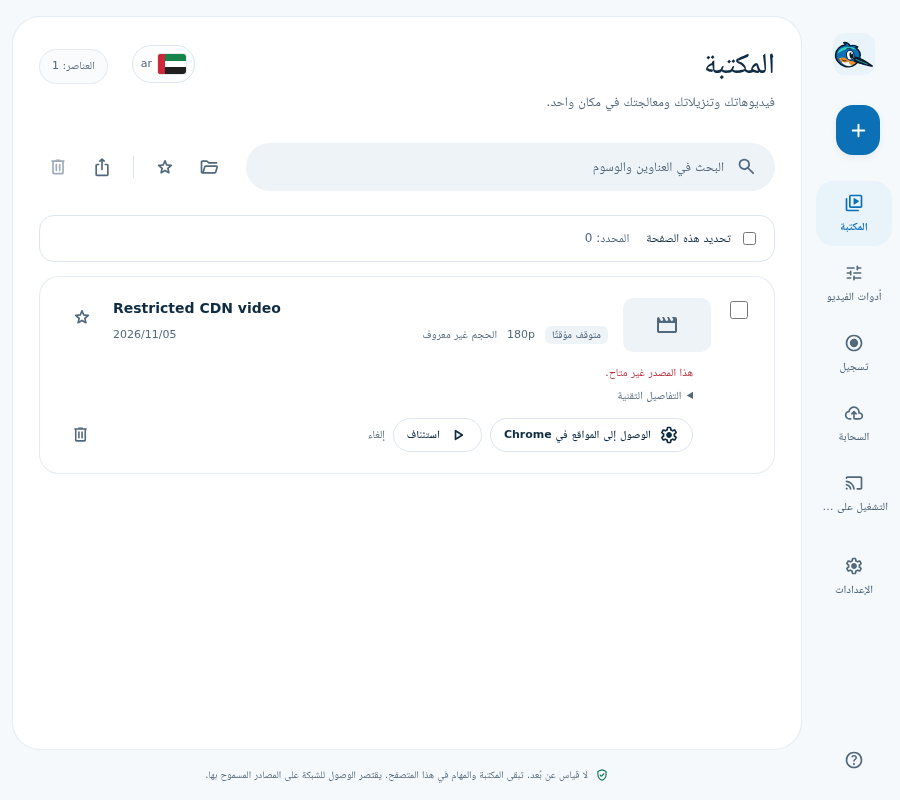 المكتبة
ar
العناصر: 1
فيديوهاتك وتنزيلاتك ومعالجتك في مكان واحد.
البحث في العناوين والوسوم
تحديد هذه الصفحة
المحدد: 0
Restricted CDN video
متوقف مؤقتًا 180p الحجم غير معروف 2026/11/05
هذا المصدر غير متاح.
التفاصيل التقنية
الوصول إلى المواقع في Chrome
استئناف
إلغاء
المكتبة
أدوات الفيديو
تسجيل
السحابة
التشغيل على ...
الإعدادات
لا قياس عن بُعد. تبقى المكتبة والمهام في هذا المتصفح. يقتصر الوصول للشبكة على المصادر المسموح بها.